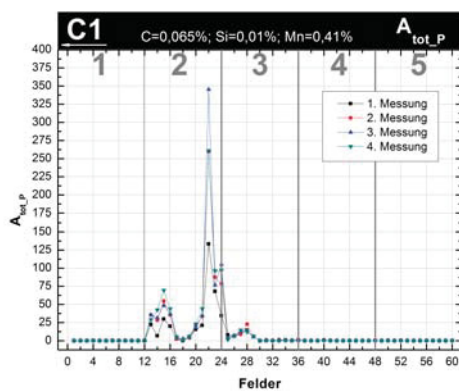 C1
C=0,065%; Si=0,01%; Mn=0,41%
A tot_P
1 2 3 4 5
1. Messung
2. Messung
3. Messung
4. Messung
A tot_P
400
375
350
325
300
275
250
225
200
175
150
125
100
75
50
25
0
0 4 8 12 16 20 24 28 32 36 40 44 48 52 56 60
Felder